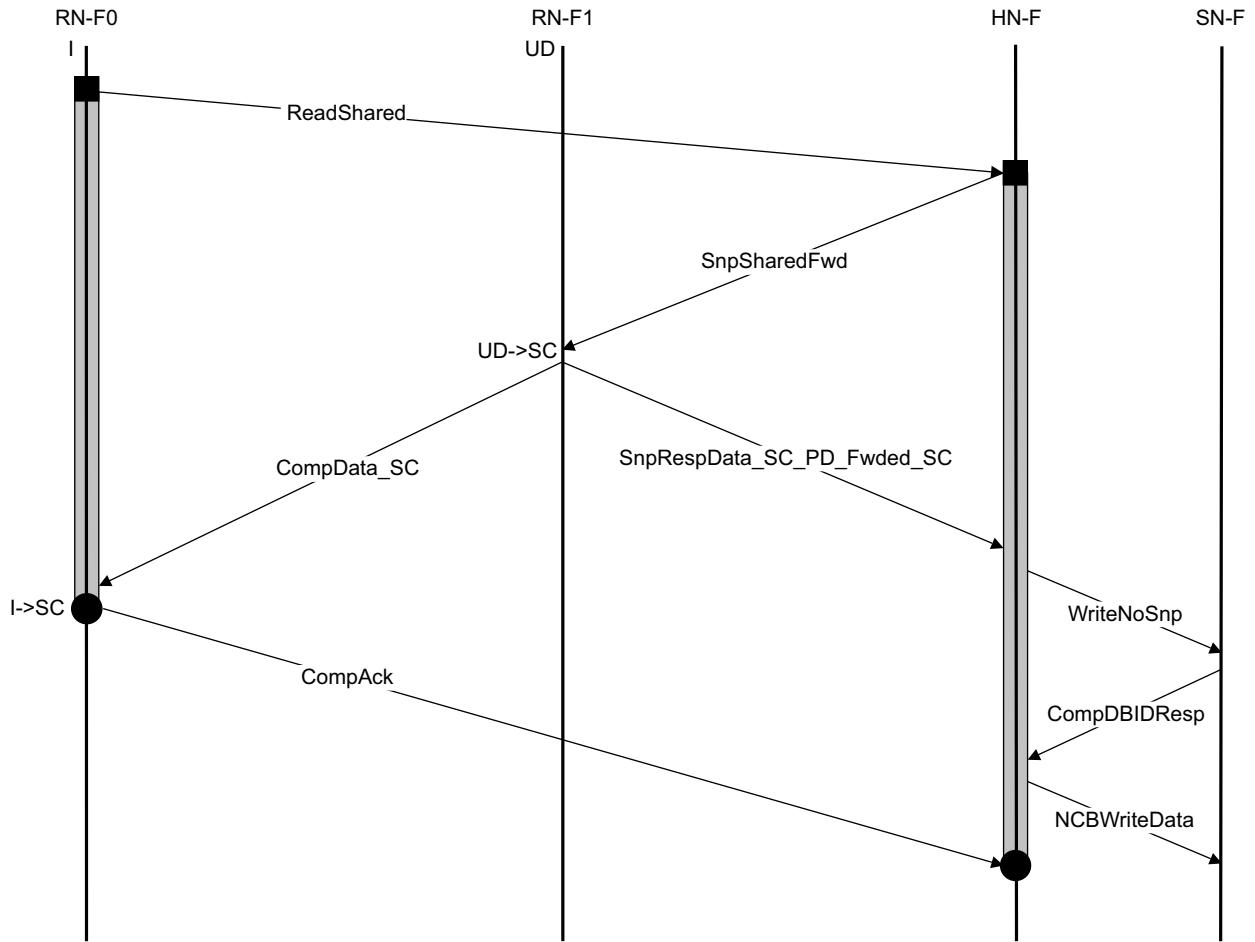 RN-F0 RN-F1 HN-F SN-F
I UD
ReadShared
SnpSharedFwd
UD->SC
CompData_SC SnpRespData_SC_PD_Fwded_SC
I->SC WriteNoSnp
CompAck
CompDBIDResp
NCBWriteData